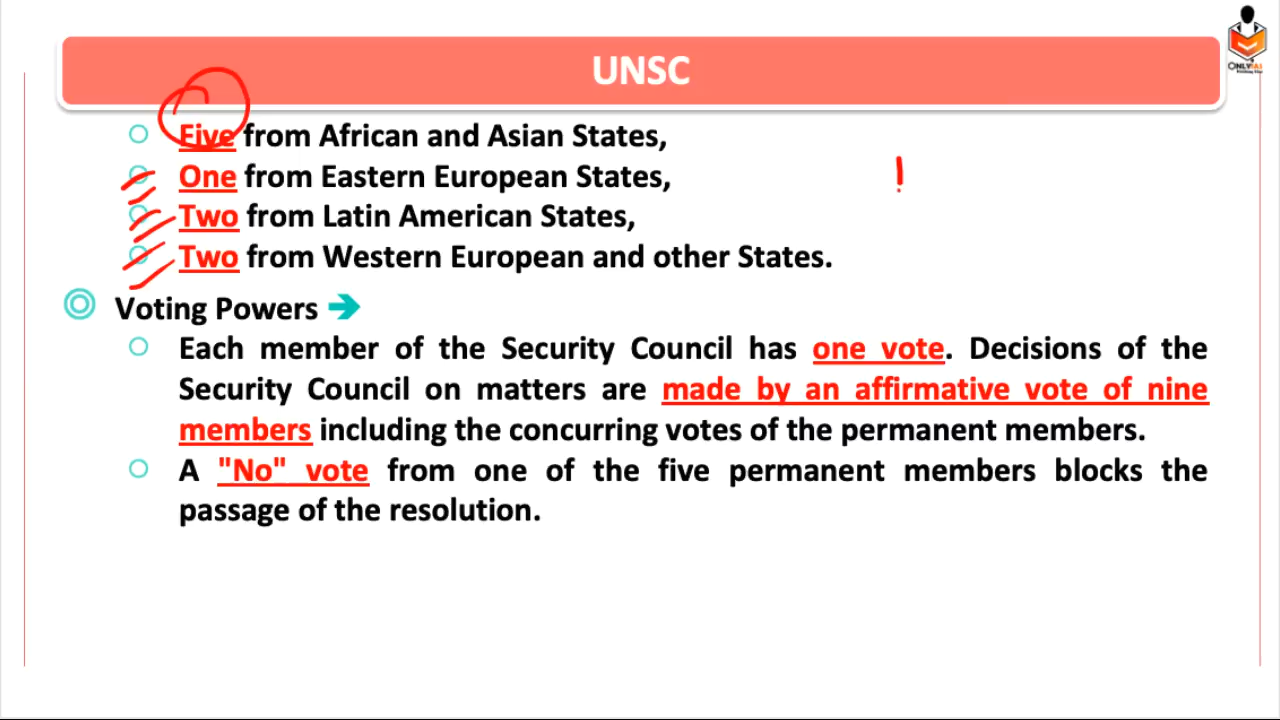 UNSC
ONLYIAS
Five from African and Asian States,
One from Eastern European States,
!
Two from Latin American States,
Two from Western European and other States.
Voting Powers ➔
Each member of the Security Council has one vote. Decisions of the
Security Council on matters are made by an affirmative vote of nine
members including the concurring votes of the permanent members.
A "No" vote from one of the five permanent members blocks the
passage of the resolution.